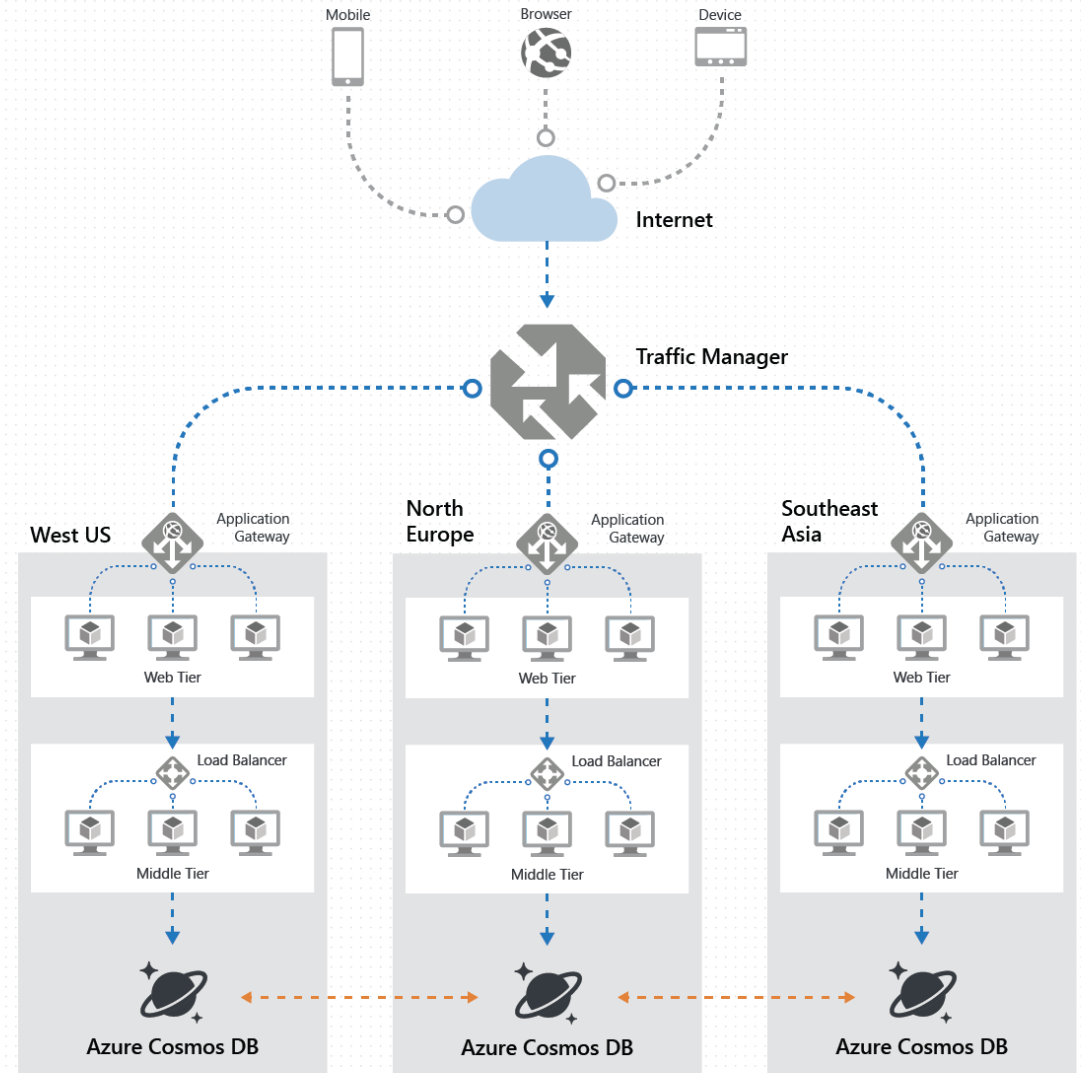 Mobile
Browser
Device
Internet
Traffic Manager
West US
Application
Gateway
North
Europe
Application
Gateway
Southeast
Asia
Application
Gateway
Web Tier
Web Tier
Web Tier
Load Balancer
Load Balancer
Load Balancer
Middle Tier
Middle Tier
Middle Tier
Azure Cosmos DB
Azure Cosmos DB
Azure Cosmos DB